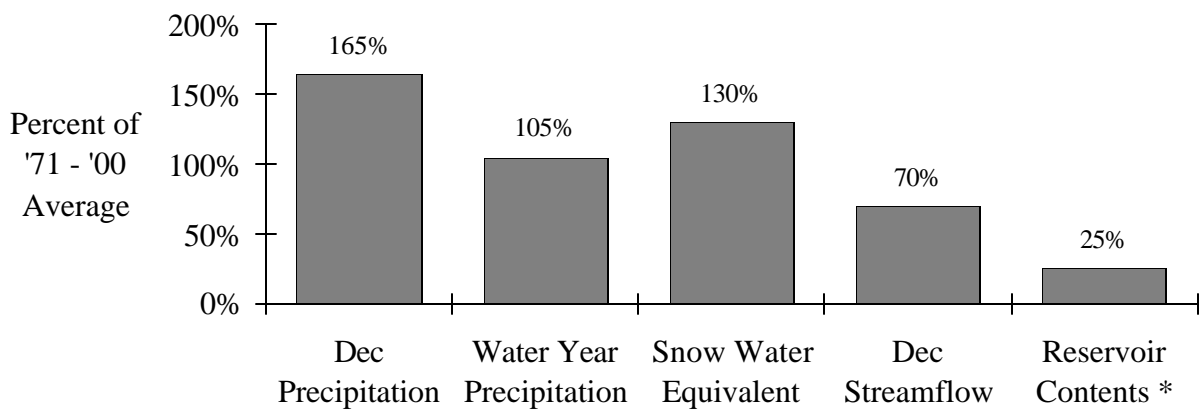 200%
165%
150%
130%
Percent of
'71 - '00
Average
105%
100%
70%
50%
25%
0%
Dec
Precipitation
Water Year
Precipitation
Snow Water
Equivalent
Dec
Streamflow
Reservoir
Contents *